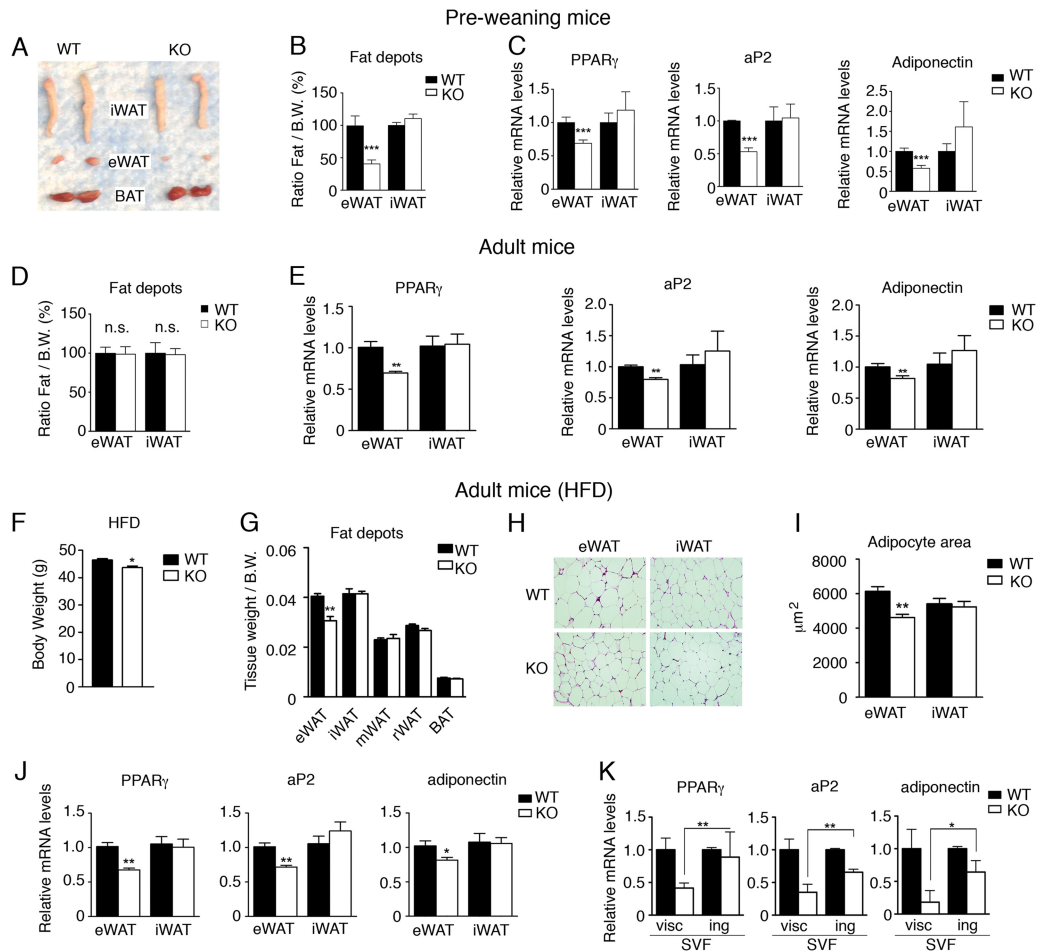 Pre-weaning mice
A
WT KO
iWAT
eWAT
BAT
B
Fat depots
WT
KO
Ratio Fat / B.W. (%)
150
100
50
0
***
eWAT iWAT
C
PPARγ
Relative mRNA levels
1.5
1.0
0.5
0
***
eWAT iWAT
aP2
Relative mRNA levels
1.5
1.0
0.5
0
***
eWAT iWAT
Adiponectin
WT
KO
Relative mRNA levels
2.5
2.0
1.5
1.0
0.5
0
***
eWAT iWAT
Adult mice
D
Fat depots
WT
KO
Ratio Fat / B.W. (%)
150
100
50
0
n.s. n.s.
eWAT iWAT
E
PPARγ
Relative mRNA levels
1.5
1.0
0.5
0
**
eWAT iWAT
aP2
Relative mRNA levels
2.0
1.5
1.0
0.5
0
**
eWAT iWAT
Adiponectin
WT
KO
Relative mRNA levels
2.0
1.5
1.0
0.5
0
**
eWAT iWAT
Adult mice (HFD)
F
HFD
WT
KO
Body Weight (g)
50
40
30
20
10
0
*
G
Fat depots
WT
KO
Tissue weight / B.W.
0.06
0.04
0.02
0
**
eWAT iWAT mWAT rWAT BAT
H
eWAT iWAT
WT
KO
I
Adipocyte area
WT
KO
μm2
8000
6000
4000
2000
0
**
eWAT iWAT
J
PPARγ
Relative mRNA levels
1.5
1.0
0.5
0
**
eWAT iWAT
aP2
1.5
1.0
0.5
0
**
eWAT iWAT
adiponectin
WT
KO
1.5
1.0
0.5
0
*
eWAT iWAT
K
PPARγ
Relative mRNA levels
1.5
1.0
0.5
0
**
visc ing
SVF
aP2
1.5
1.0
0.5
0
**
visc ing
SVF
adiponectin
WT
KO
1.5
1.0
0.5
0
*
visc ing
SVF